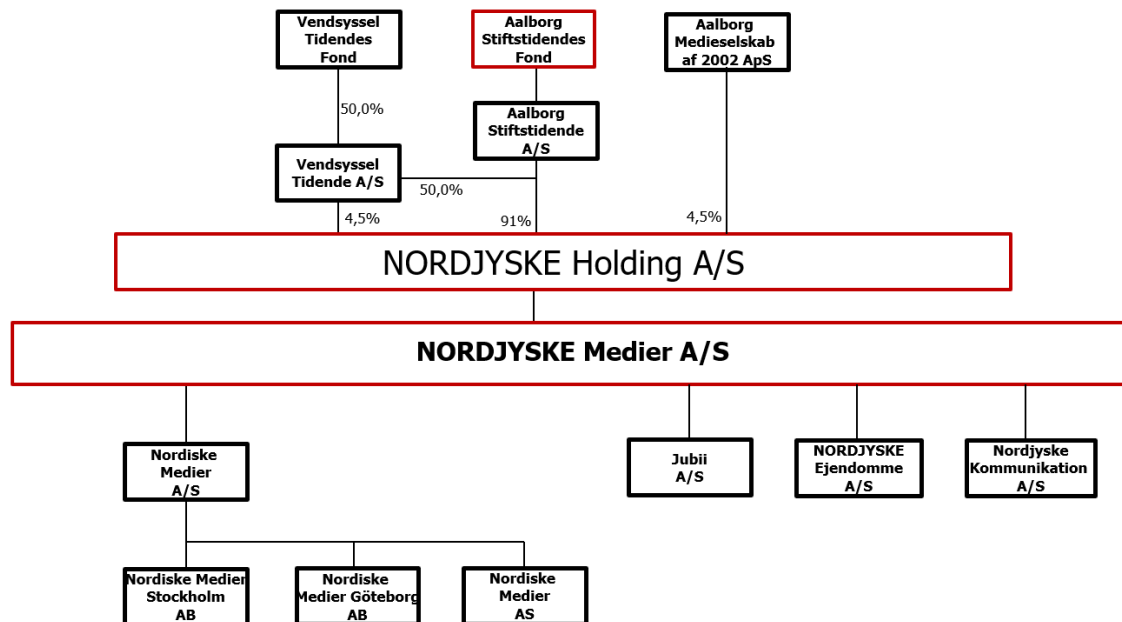 Vendsyssel
Tidendes
Fond
Aalborg
Stiftstidendes
Fond
Aalborg
Medieselskab
af 2002 ApS
50,0%
Aalborg
Stiftstidende
A/S
Vendsyssel
Tidende A/S
50,0%
4,5%
91%
4,5%
NORDJYSKE Holding A/S
NORDJYSKE Medier A/S
Nordiske
Medier
A/S
Jubii
A/S
NORDJYSKE
Ejendomme
A/S
Nordjyske
Kommunikation
A/S
Nordiske Medier
Stockholm
AB
Nordiske
Medier Göteborg
AB
Nordiske
Medier
AS